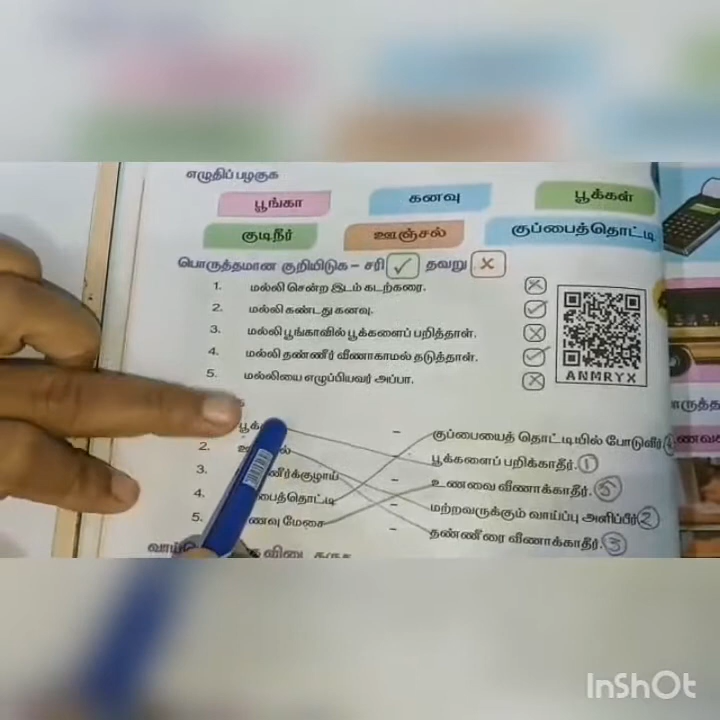 எழுதிப் பழகுக
பூங்கா கனவு பூக்கள்
குடிநீர் ஊஞ்சல் குப்பைத்தொட்டி
பொருத்தமான குறியிடுக – சரி ✓ தவறு ×
1. மல்லி சென்ற இடம் கடற்கரை. ×
2. மல்லி கண்டது கனவு. ✓
3. மல்லி பூங்காவில் பூக்களைப் பறித்தாள். ×
4. மல்லி தண்ணீர் வீணாகாமல் தடுத்தாள். ✓
5. மல்லியை எழுப்பியவர் அப்பா. ×
ANMRYX
– குப்பையைத் தொட்டியில் போடுவீர்
2. பூக்களைப் பறிக்காதீர். 1
3. – உணவை வீணாக்காதீர். 5
4. – மற்றவருக்கும் வாய்ப்பு அளிப்பீர் 2
5. மேசை – தண்ணீரை வீணாக்காதீர். 3
InShOt